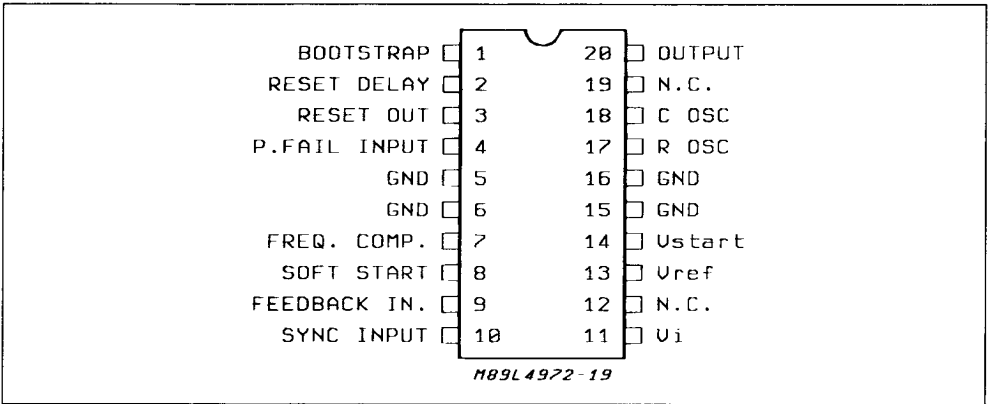 BOOTSTRAP 1 20 OUTPUT
RESET DELAY 2 19 N.C.
RESET OUT 3 18 C OSC
P.FAIL INPUT 4 17 R OSC
GND 5 16 GND
GND 6 15 GND
FREQ. COMP. 7 14 Vstart
SOFT START 8 13 Vref
FEEDBACK IN. 9 12 N.C.
SYNC INPUT 10 11 Vi
M89L4972-19